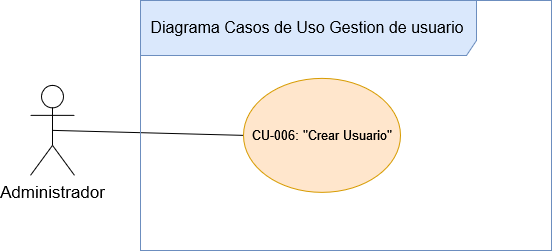 Diagrama Casos de Uso Gestion de usuario
CU-006: "Crear Usuario"
Administrador